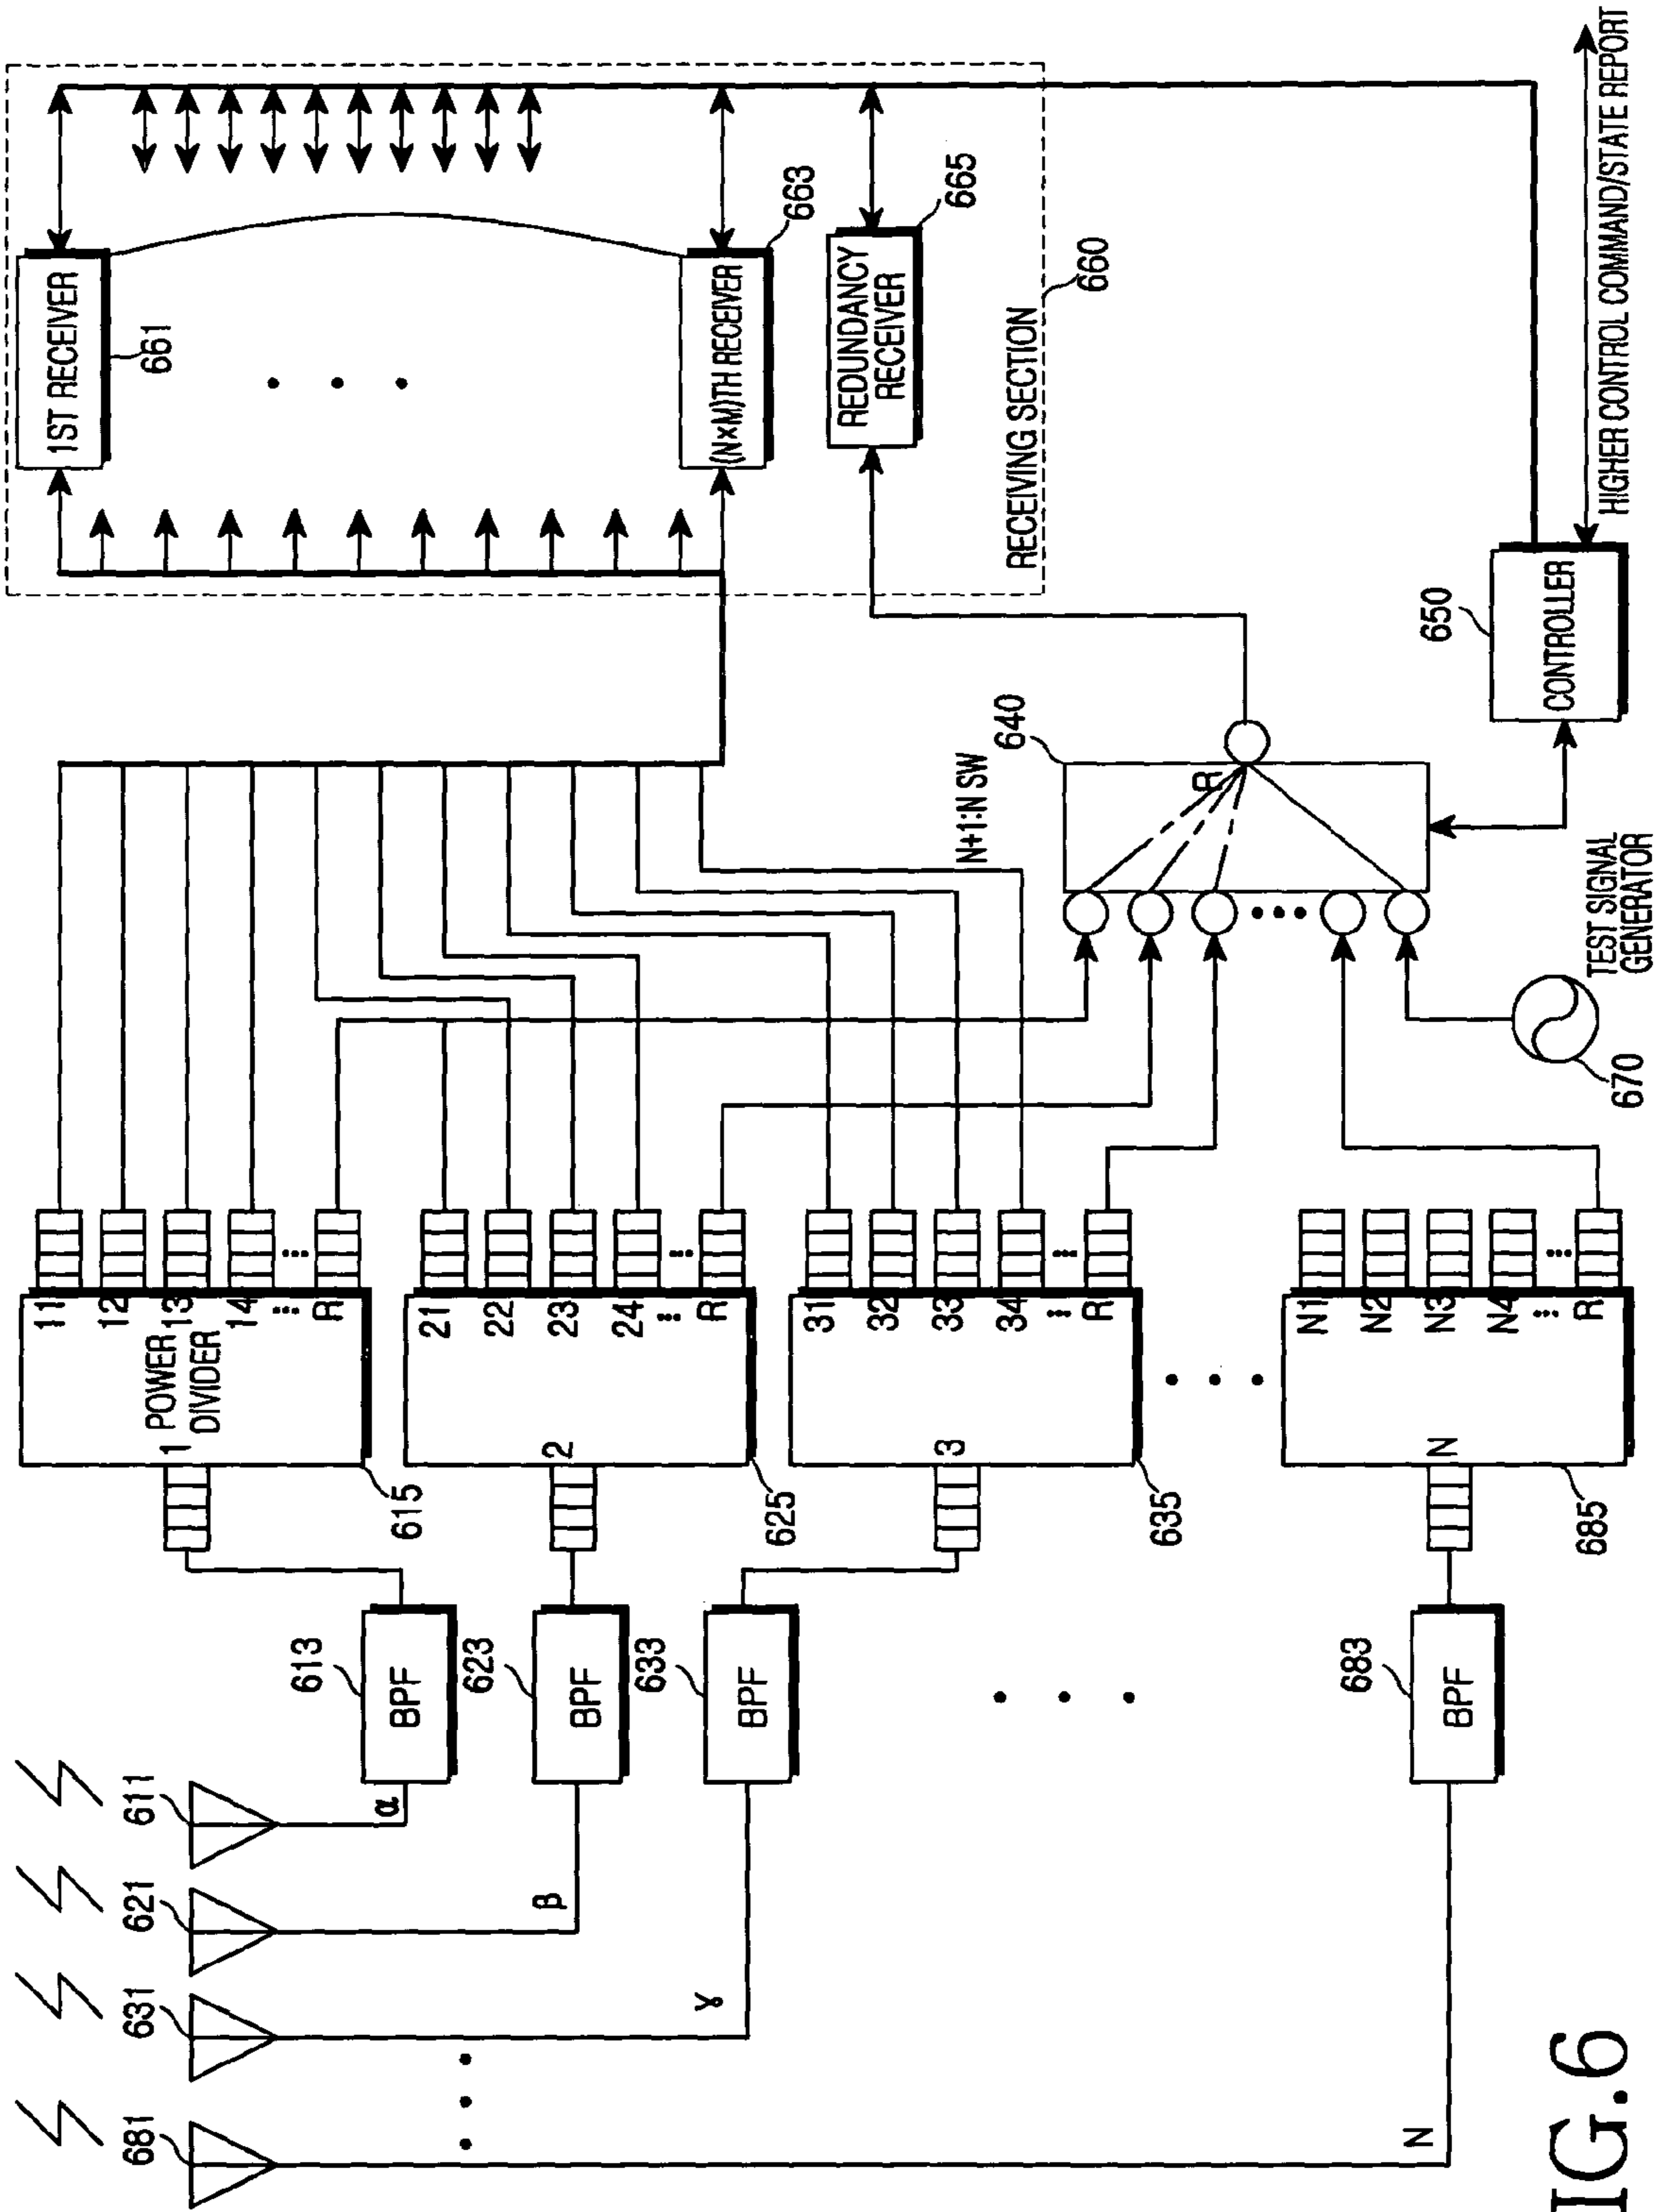 681
631
621
611
α
β
γ
N
613
BPF
623
BPF
633
BPF
683
BPF
1
POWER
DIVIDER
11
12
13
14
R
615
2
21
22
23
24
R
625
3
31
32
33
34
R
635
N
N1
N2
N3
N4
R
685
N+1:N SW
640
R
TEST SIGNAL
GENERATOR
670
650
CONTROLLER
HIGHER CONTROL COMMAND/STATE REPORT
1ST RECEIVER
661
(N×M)TH RECEIVER
663
REDUNDANCY
RECEIVER
665
RECEIVING SECTION
660
IG.6